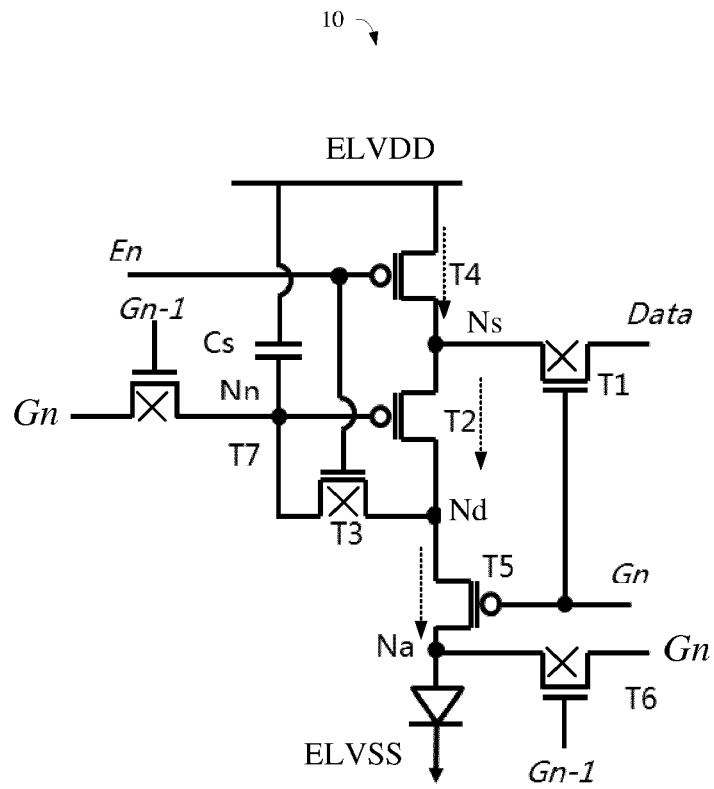 10
ELVDD
En
T4
Gn-1
Ns
Data
Cs
Nn
T1
Gn
T2
T7
Nd
T3
T5
Gn
Na
Gn
T6
ELVSS
Gn-1